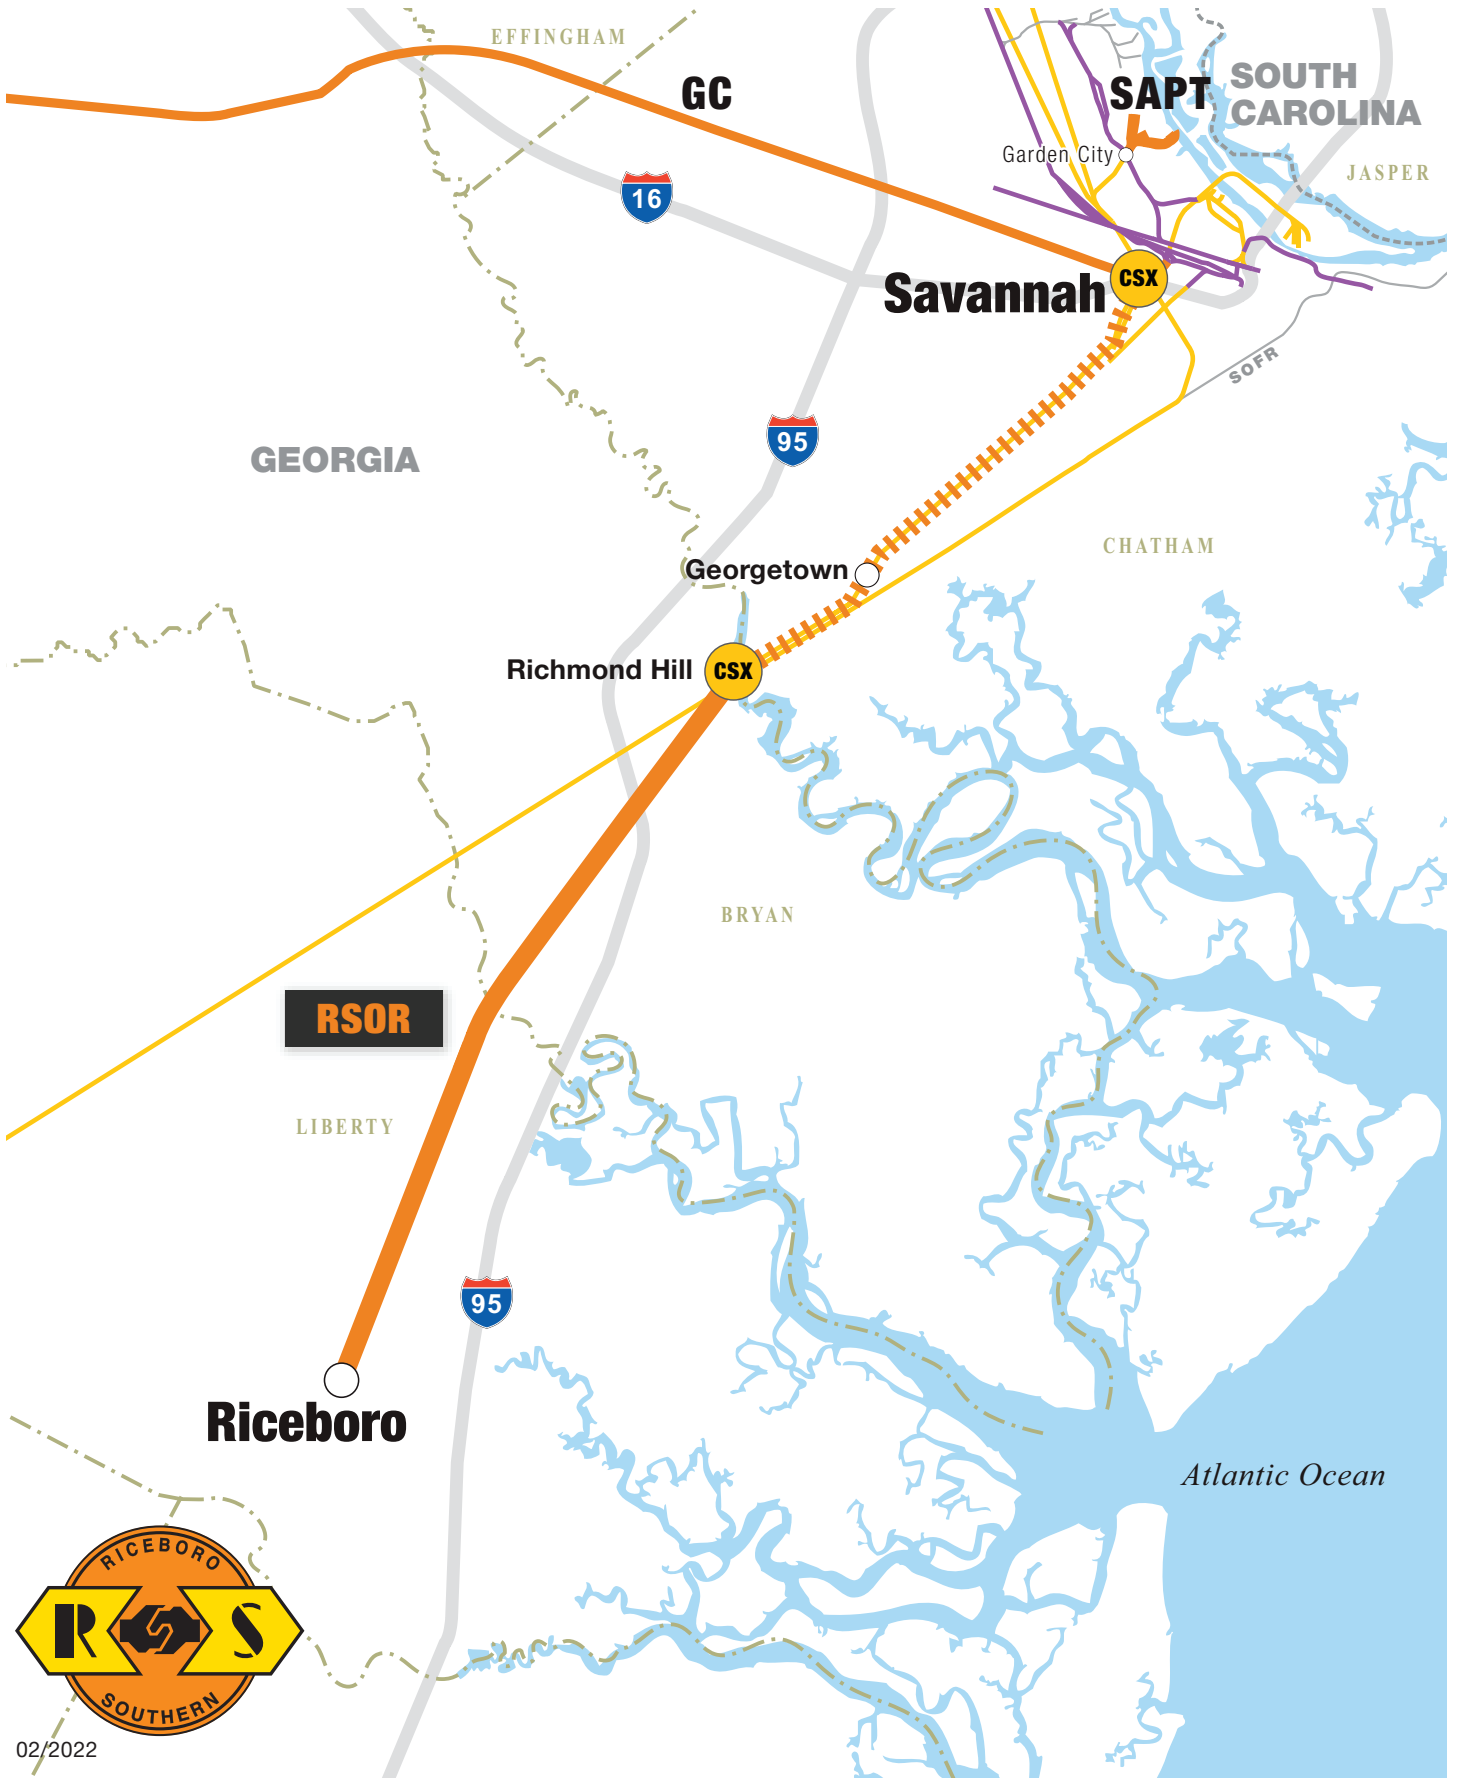 EFFINGHAM
GC
SAPT
SOUTH
CAROLINA
Garden City
JASPER
16
CSX
Savannah
SOFR
95
GEORGIA
CHATHAM
Georgetown
Richmond Hill
CSX
BRYAN
RSOR
LIBERTY
95
Riceboro
Atlantic Ocean
RICEBORO
R S
SOUTHERN
02/2022